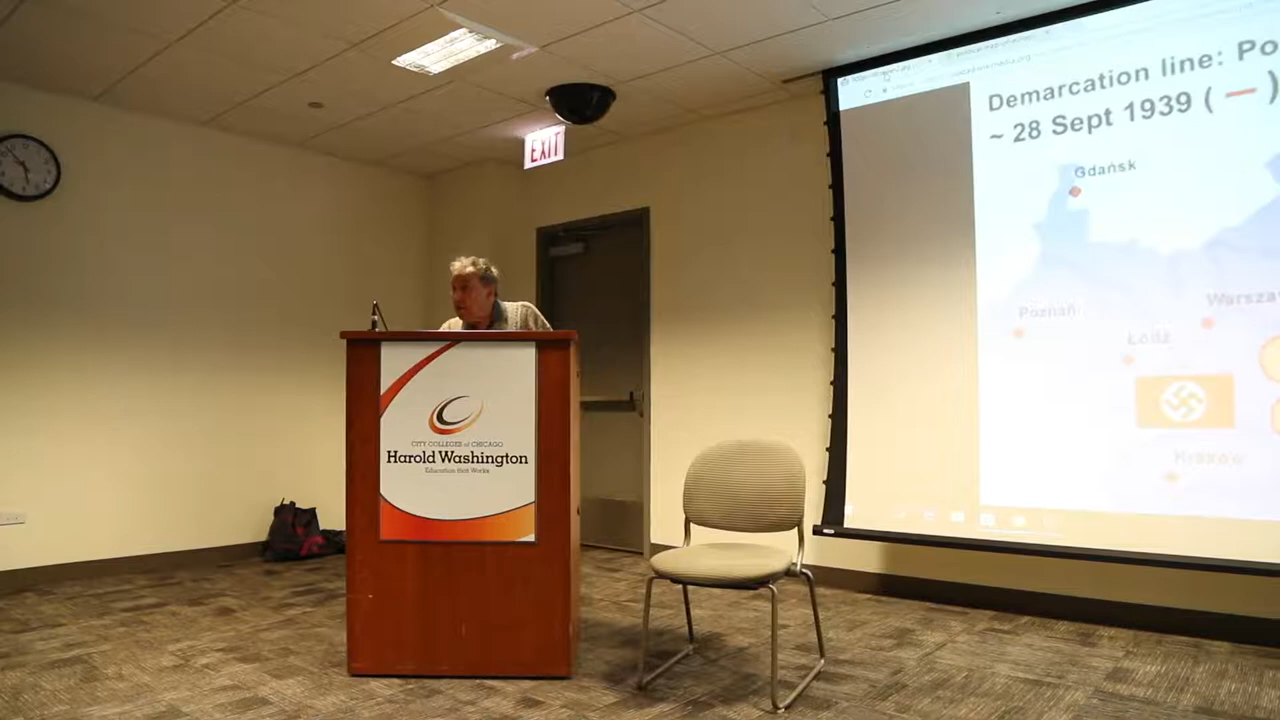 EXIT
Demarcation line: Po
~ 28 Sept 1939 ( — )
Gdańsk
Poznań
Warsza
Łódź
Kraków
CITY COLLEGES of CHICAGO
Harold Washington
Education that Works